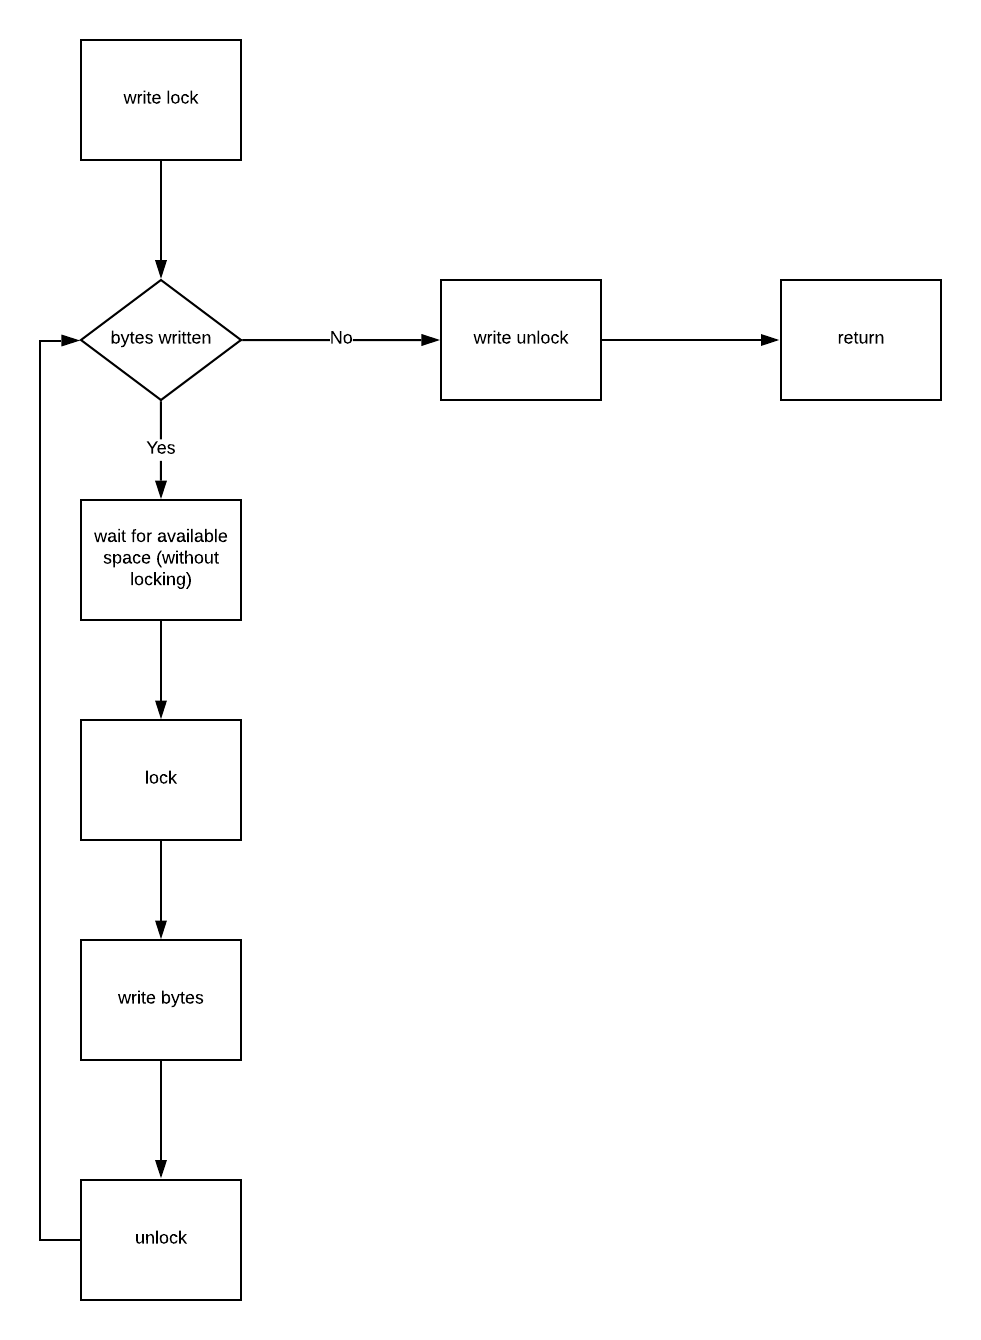 write lock
bytes written
No
write unlock
return
Yes
wait for available
space (without
locking)
lock
write bytes
unlock